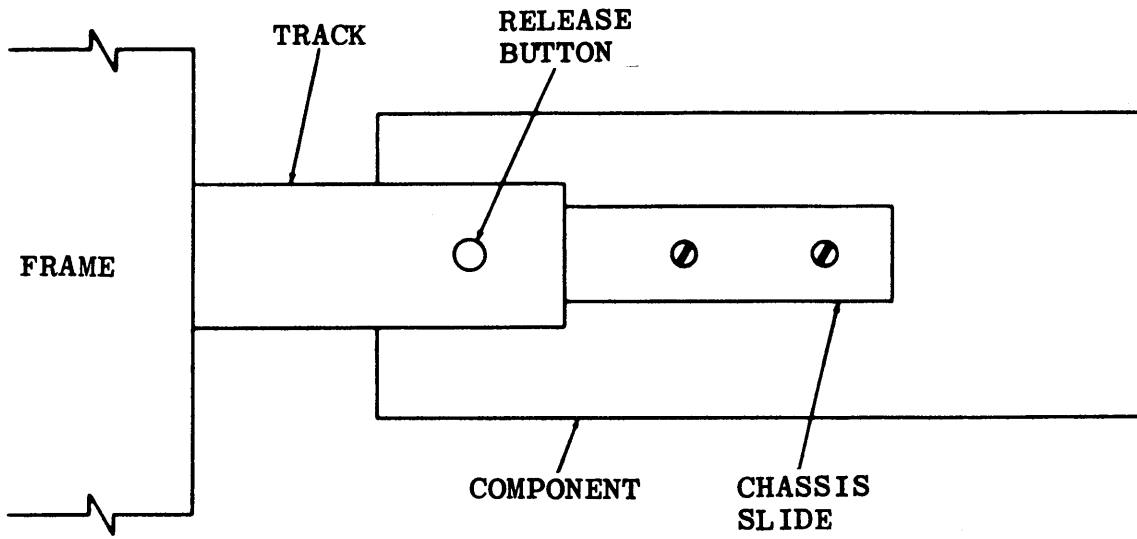 TRACK
RELEASE
BUTTON
FRAME
COMPONENT
CHASSIS
SLIDE